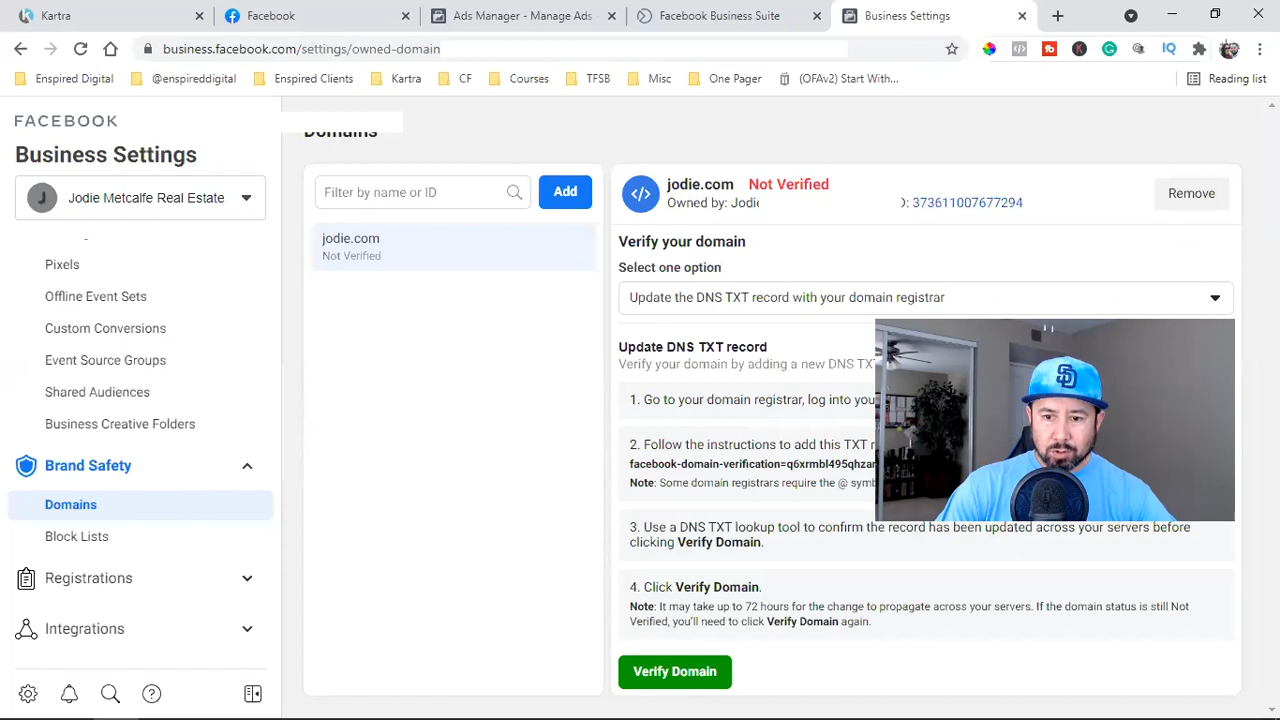 Kartra
Facebook
Ads Manager - Manage Ads
Facebook Business Suite
Business Settings
business.facebook.com/settings/owned-domain
Enspired Digital
@enspireddigital
Enspired Clients
Kartra
CF
Courses
TFSB
Misc
One Pager
(OFAv2) Start With...
Reading list
FACEBOOK
Business Settings
J
Jodie Metcalfe Real Estate
Pixels
Offline Event Sets
Custom Conversions
Event Source Groups
Shared Audiences
Business Creative Folders
Brand Safety
Domains
Block Lists
Registrations
Integrations
Domains
Filter by name or ID
Add
jodie.com
Not Verified
jodie.com Not Verified
Owned by: Jodie
D: 373611007677294
Remove
Verify your domain
Select one option
Update the DNS TXT record with your domain registrar
Update DNS TXT record
Verify your domain by adding a new DNS TXT
1. Go to your domain registrar, log into you
2. Follow the instructions to add this TXT r
facebook-domain-verification=q6xrmbl495qhzar
Note: Some domain registrars require the @ symb
3. Use a DNS TXT lookup tool to confirm the record has been updated across your servers before
clicking Verify Domain.
4. Click Verify Domain.
Note: It may take up to 72 hours for the change to propagate across your servers. If the domain status is still Not
Verified, you'll need to click Verify Domain again.
Verify Domain
SD